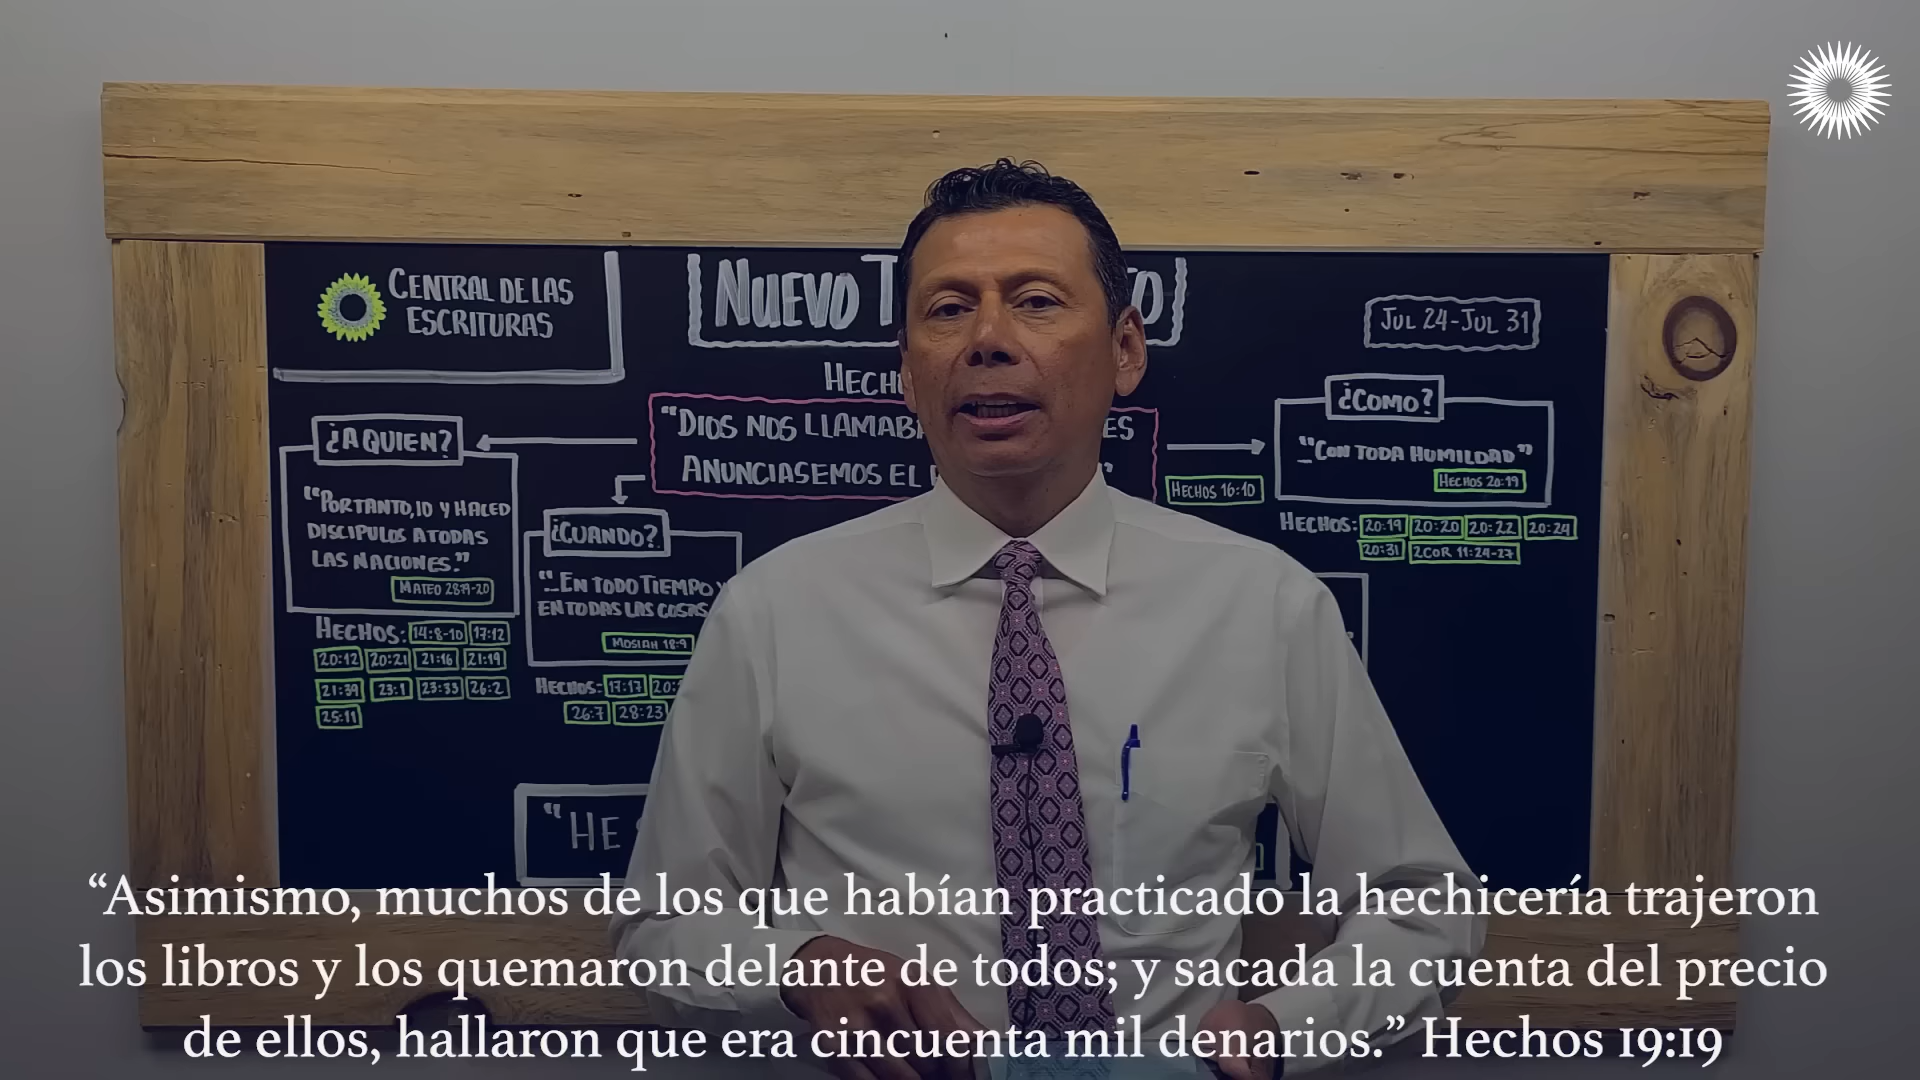 CENTRAL DE LAS
ESCRITURAS
NUEVO T
O
JUL 24-JUL 31
HECH
"DIOS NOS LLAMAB
ES
ANUNCIASEMOS EL
"
HECHOS 16:10
¿A QUIEN?
"PORTANTO, ID Y HACED
DISCIPULOS A TODAS
LAS NACIONES."
MATEO 28:19-20
HECHOS: 14:8-10 17:12
20:12 20:21 21:16 21:19
21:39 23:1 23:33 26:2
25:11
¿CUANDO?
"...EN TODO TIEMPO Y
EN TODAS LAS COSAS
MOSIAH 18:9
HECHOS: 17:17 20:
26:7 28:23
¿COMO?
"...CON TODA HUMILDAD"
HECHOS 20:19
HECHOS: 20:19 20:20 20:22 20:24
20:31 2COR 11:24-27
"HE
“Asimismo, muchos de los que habían practicado la hechicería trajeron
los libros y los quemaron delante de todos; y sacada la cuenta del precio
de ellos, hallaron que era cincuenta mil denarios.” Hechos 19:19